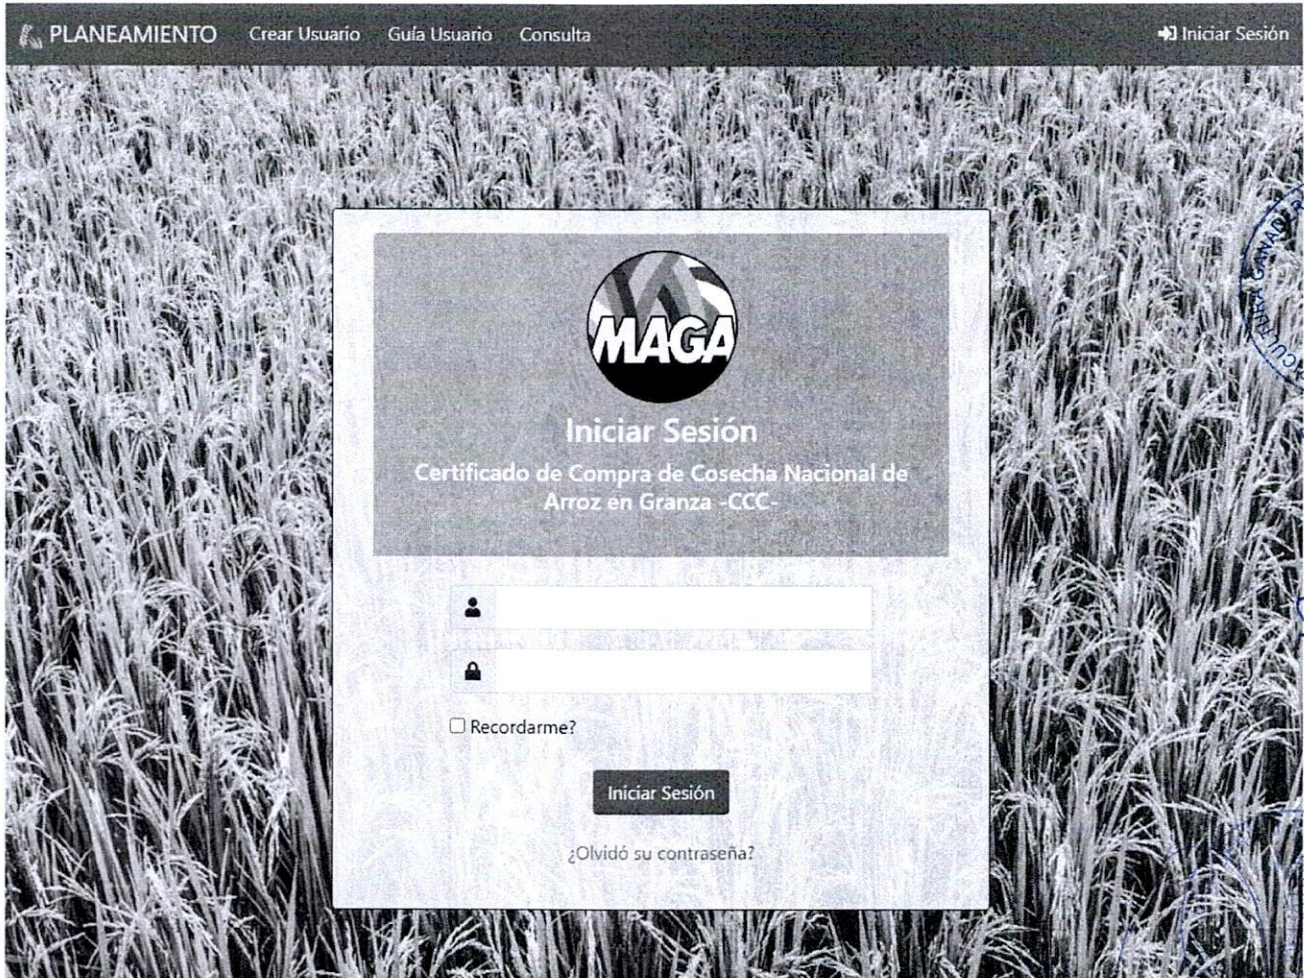 PLANEAMIENTO Crear Usuario Guía Usuario Consulta Iniciar Sesión
MAGA
Iniciar Sesión
Certificado de Compra de Cosecha Nacional de
Arroz en Granza -CCC-
Recordarme?
Iniciar Sesión
¿Olvidó su contraseña?